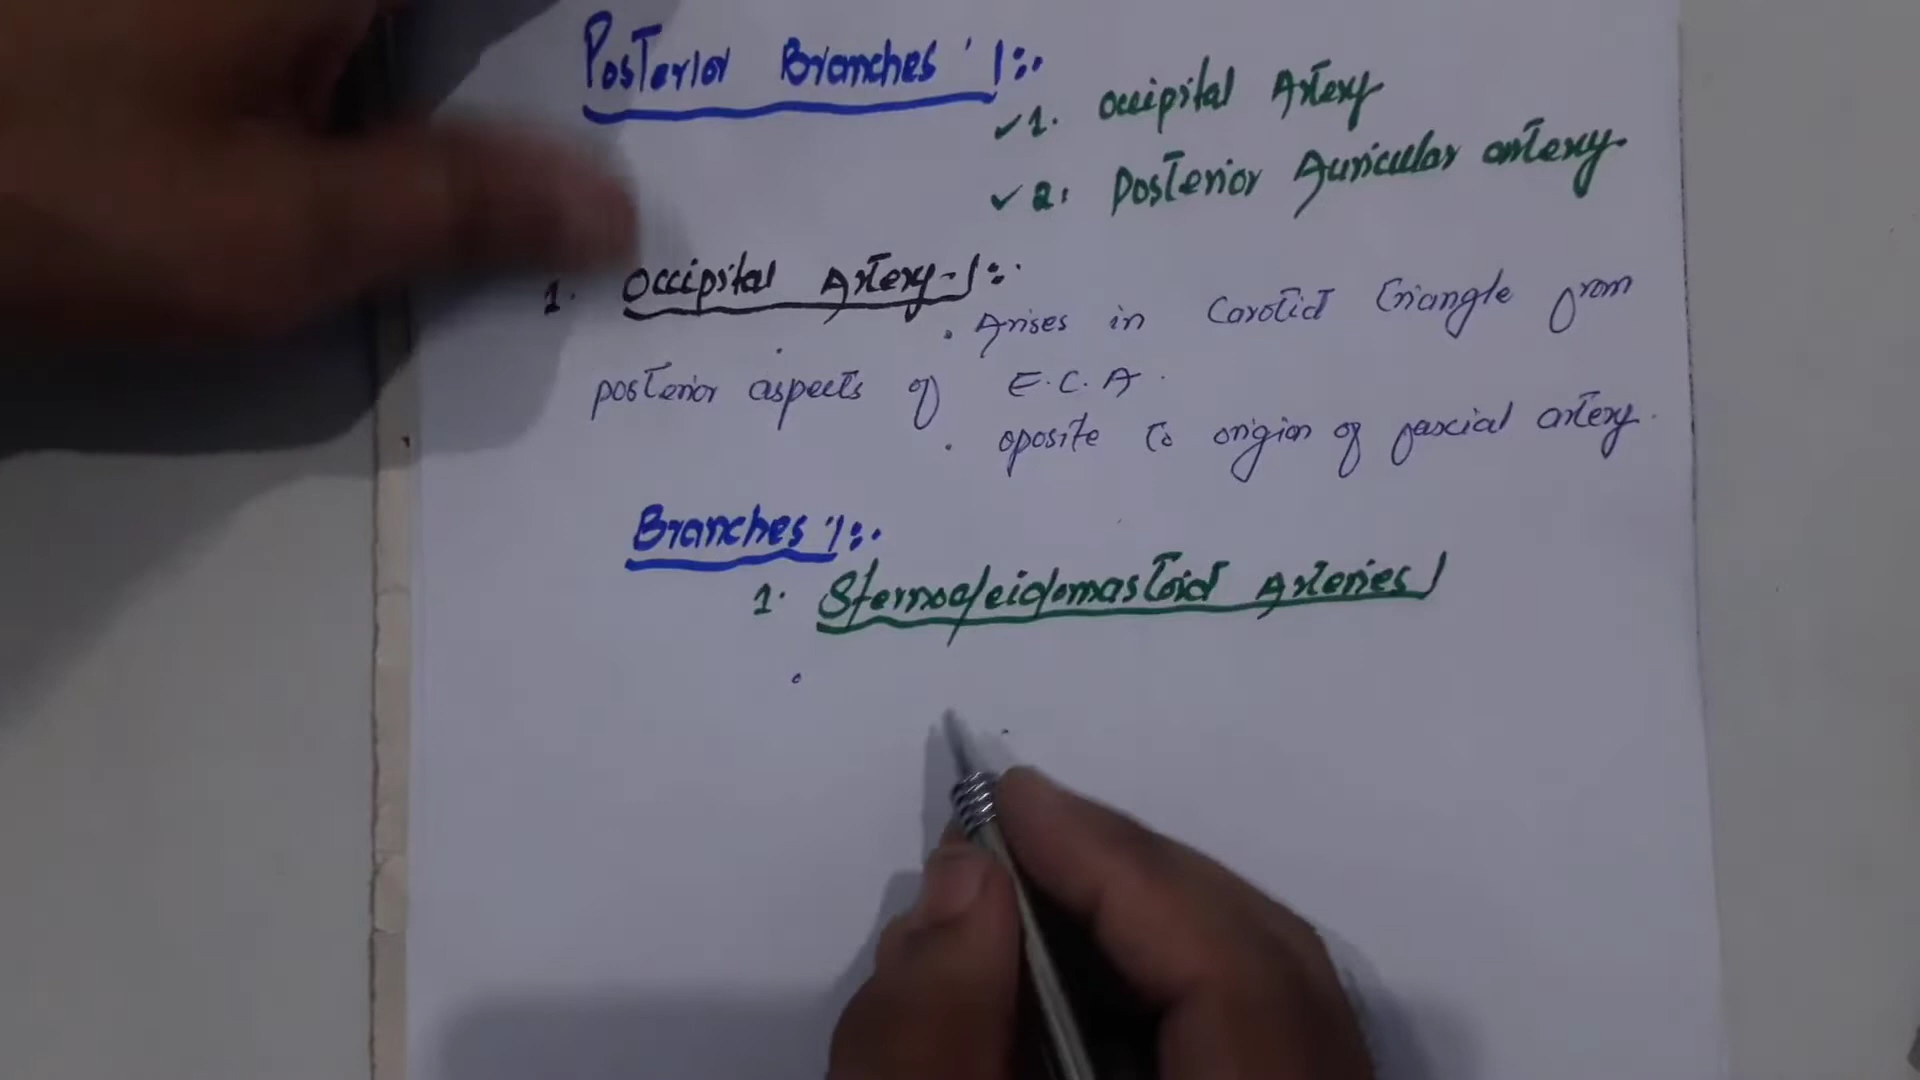 Posterior Branches :-
1. Occipital Artery
2. Posterior Auricular artery.
1. Occipital Artery :-
. Arises in Carotid triangle from
posterior aspects of E.C.A.
. oposite to origin of fascial artery.
Branches :-
1. Sternocleidomastoid Arteries